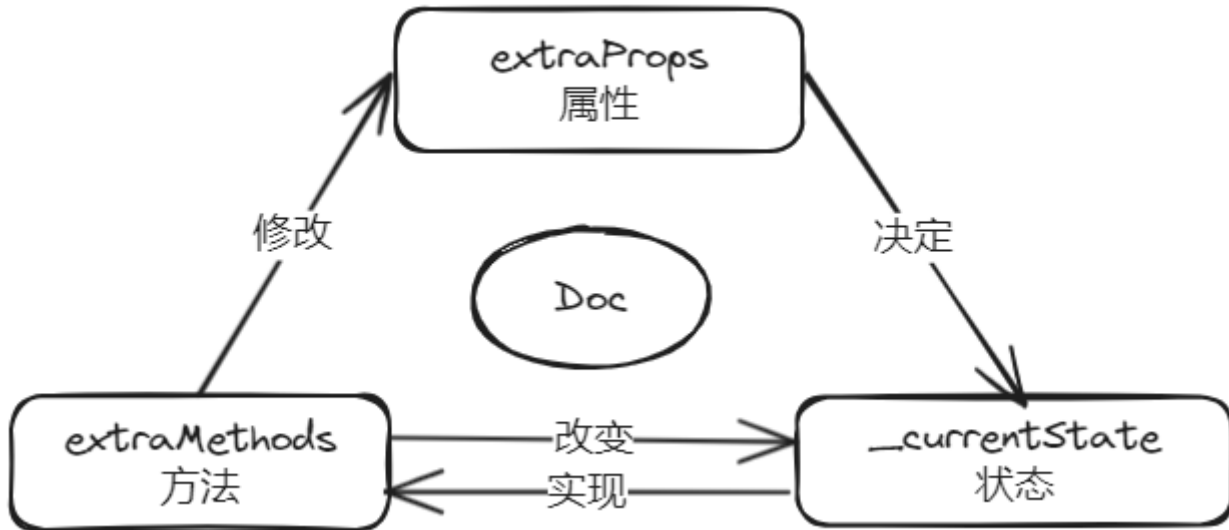 extraProps
属性
修改
决定
Doc
extraMethods
方法
改变
实现
_currentState
状态